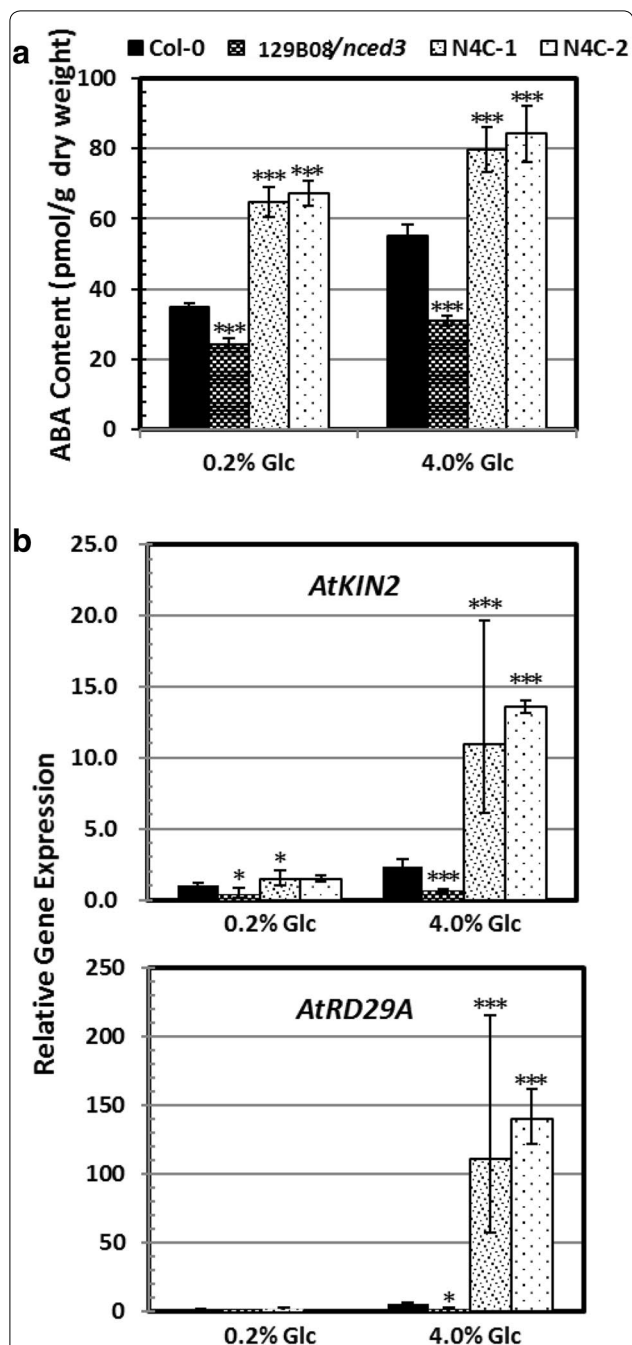 a
Col-0 129B08/nced3 N4C-1 N4C-2
ABA Content (pmol/g dry weight)
100
80
60
40
20
0
*** *** *** *** *** ***
0.2% Glc 4.0% Glc
b
Relative Gene Expression
AtKIN2
25.0
20.0
15.0
10.0
5.0
0.0
* * *** *** ***
0.2% Glc 4.0% Glc
AtRD29A
250
200
150
100
50
0
* *** ***
0.2% Glc 4.0% Glc